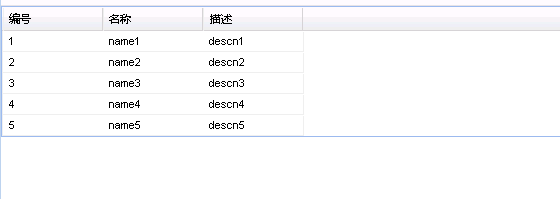 编号 名称 描述
1 name1 descn1
2 name2 descn2
3 name3 descn3
4 name4 descn4
5 name5 descn5